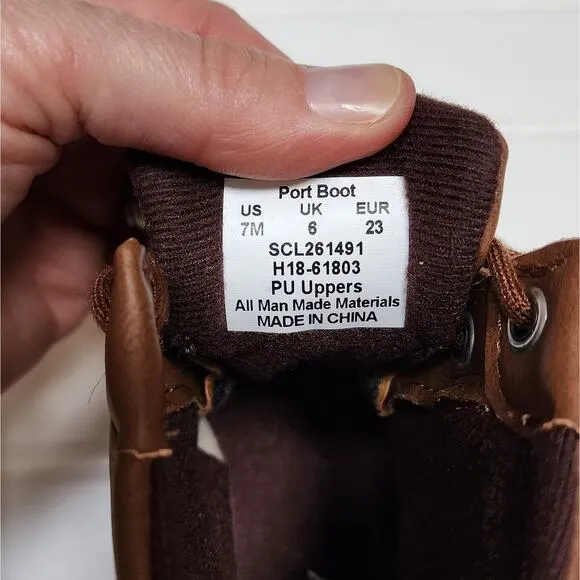 Port Boot
US UK EUR
7M 6 23
SCL261491
H18-61803
PU Uppers
All Man Made Materials
MADE IN CHINA